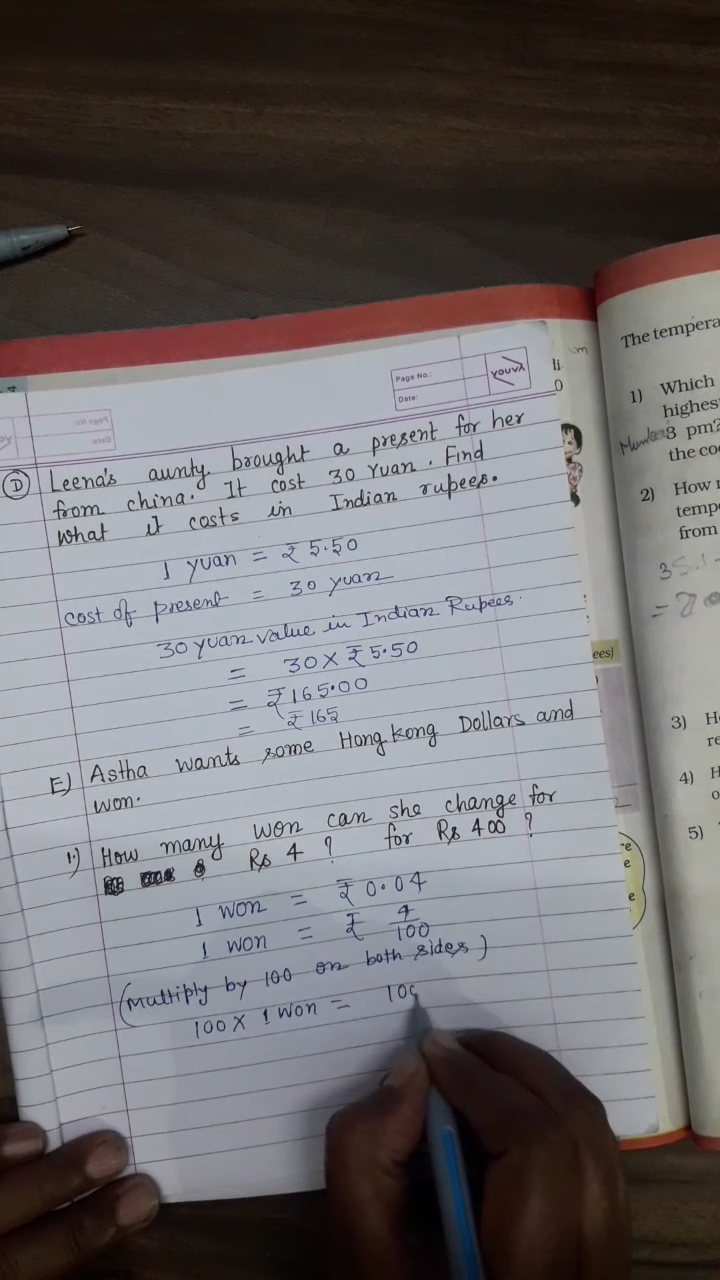 Page No.:
Date:
YOUVA
D) Leena's aunty brought a present for her
from china. It cost 30 Yuan. Find
what it costs in Indian rupees.
1 yuan = ₹ 5.50
cost of present = 30 yuan
30 yuan value in Indian Rupees.
= 30 X ₹ 5.50
= ₹ 165.00
= ₹ 165
E) Astha wants some Hong kong Dollars and
won.
1.) How many won can she change for
Rs 4 ? for Rs 400 ?
1 won = ₹ 0.04
1 won = ₹ 4/100
(Multiply by 100 on both sides)
100 X 1 won = 100
The tempera
1) Which
highes
3 pm?
the co
2) How
temp
from
35.1
3) H
re
4) H
o
5)
ees)